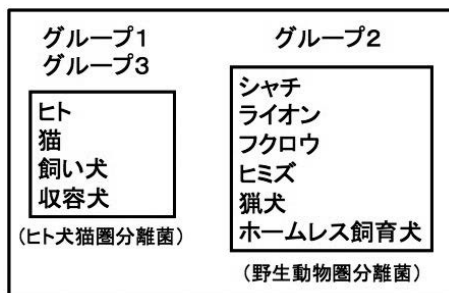 グループ1
グループ3
ヒト
猫
飼い犬
収容犬
（ヒト犬猫圏分離菌）
グループ2
シャチ
ライオン
フクロウ
ヒミズ
猟犬
ホームレス飼育犬
（野生動物圏分離菌）